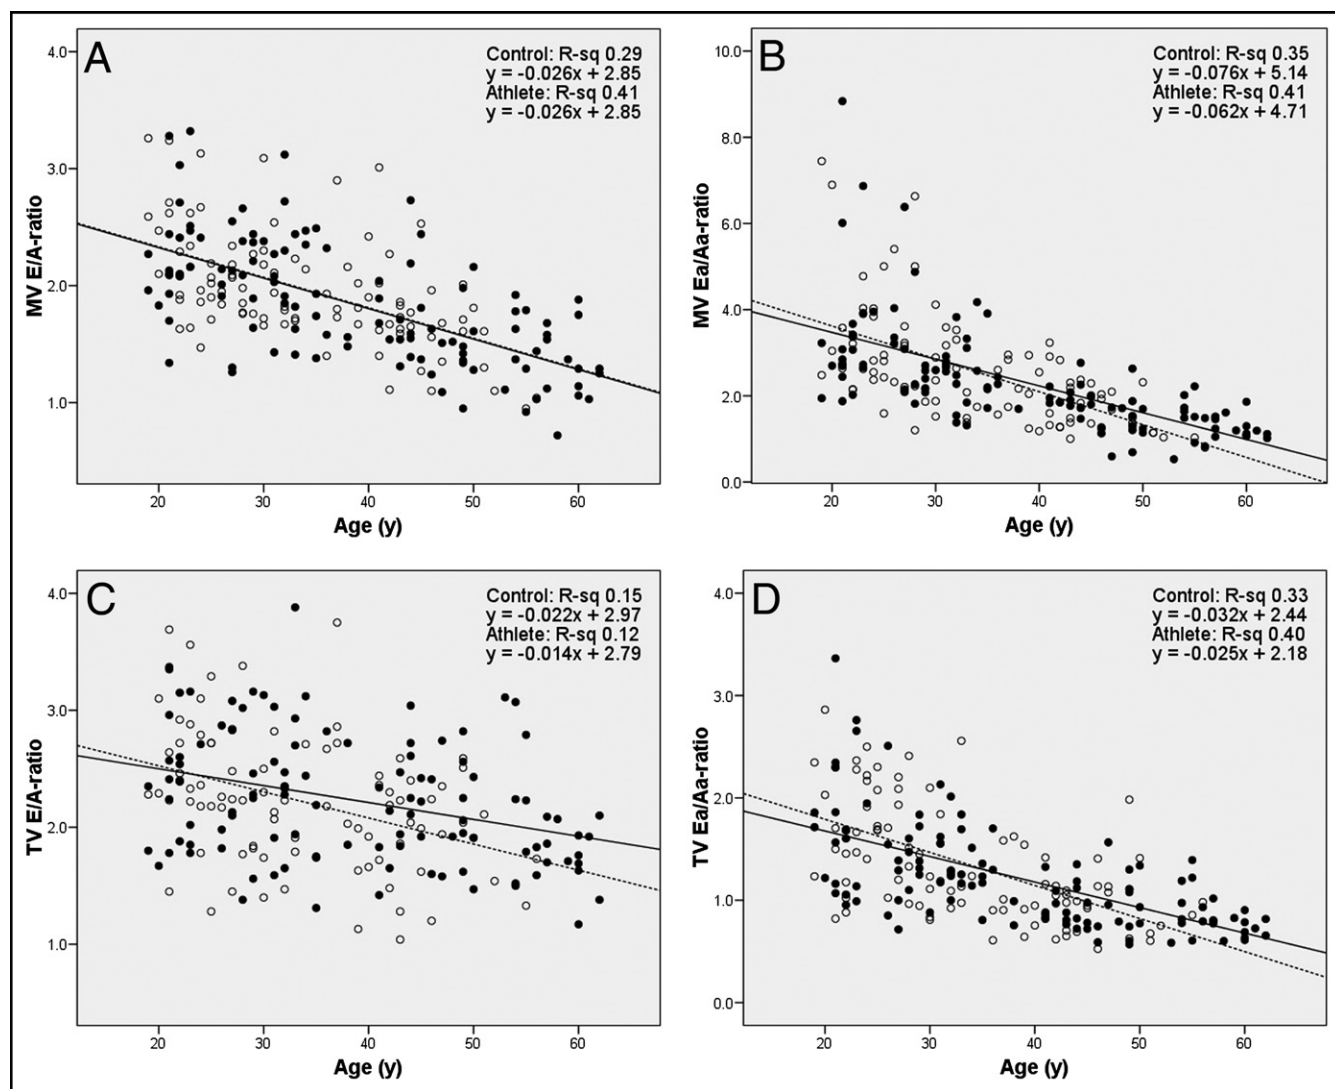 A
Control: R-sq 0.29
y = -0.026x + 2.85
Athlete: R-sq 0.41
y = -0.026x + 2.85
4.0
3.0
2.0
1.0
MV E/A-ratio
20 30 40 50 60
Age (y)
B
Control: R-sq 0.35
y = -0.076x + 5.14
Athlete: R-sq 0.41
y = -0.062x + 4.71
10.0
8.0
6.0
4.0
2.0
0.0
MV Ea/Aa-ratio
20 30 40 50 60
Age (y)
C
Control: R-sq 0.15
y = -0.022x + 2.97
Athlete: R-sq 0.12
y = -0.014x + 2.79
4.0
3.0
2.0
1.0
TV E/A-ratio
20 30 40 50 60
Age (y)
D
Control: R-sq 0.33
y = -0.032x + 2.44
Athlete: R-sq 0.40
y = -0.025x + 2.18
4.0
3.0
2.0
1.0
0.0
TV Ea/Aa-ratio
20 30 40 50 60
Age (y)